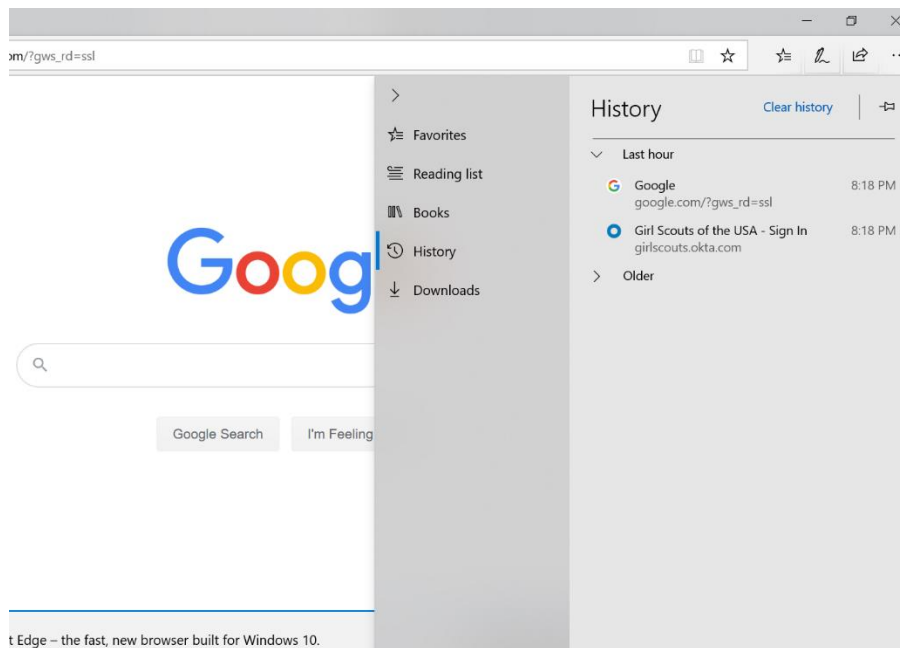 om/?gws_rd=ssl
Favorites
Reading list
Books
History
Downloads
History
Clear history
Last hour
Google
8:18 PM
google.com/?gws_rd=ssl
Girl Scouts of the USA - Sign In
8:18 PM
girlscouts.okta.com
Older
Goog
Google Search
I'm Feeling
t Edge – the fast, new browser built for Windows 10.